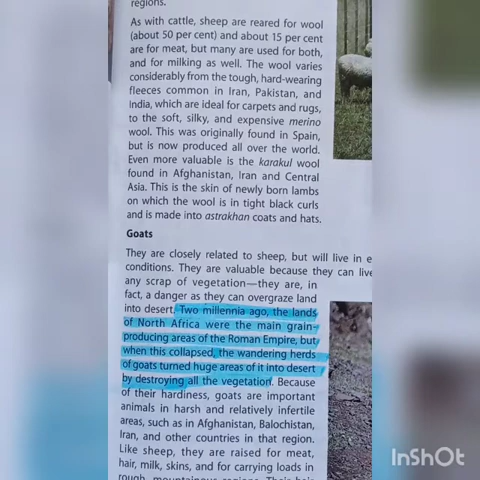 regions.
As with cattle, sheep are reared for wool
(about 50 per cent) and about 15 per cent
are for meat, but many are used for both,
and for milking as well. The wool varies
considerably from the tough, hard-wearing
fleeces common in Iran, Pakistan, and
India, which are ideal for carpets and rugs,
to the soft, silky, and expensive merino
wool. This was originally found in Spain,
but is now produced all over the world.
Even more valuable is the karakul wool
found in Afghanistan, Iran and Central
Asia. This is the skin of newly born lambs
on which the wool is in tight black curls
and is made into astrakhan coats and hats.
Goats
They are closely related to sheep, but will live in e
conditions. They are valuable because they can live
any scrap of vegetation—they are, in
fact, a danger as they can overgraze land
into desert. Two millennia ago, the lands
of North Africa were the main grain-
producing areas of the Roman Empire, but
when this collapsed, the wandering herds
of goats turned huge areas of it into desert
by destroying all the vegetation. Because
of their hardiness, goats are important
animals in harsh and relatively infertile
areas, such as in Afghanistan, Balochistan,
Iran, and other countries in that region.
Like sheep, they are raised for meat,
hair, milk, skins, and for carrying loads in
rough, mountainous regions. Their hair
InShOt